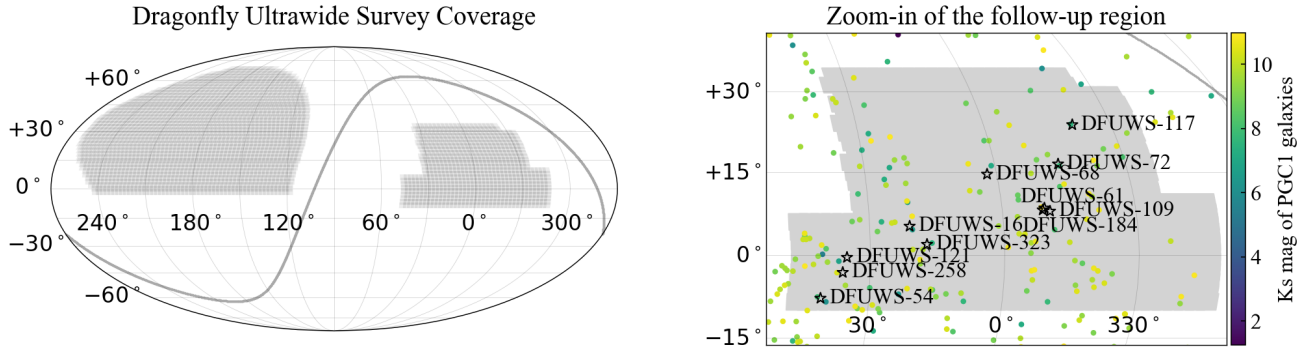 Dragonfly Ultrawide Survey Coverage
+60°
+30°
0°
240° 180° 120° 60° 0° 300°
−30°
−60°
Zoom-in of the follow-up region
+30°
+15°
0°
−15°
30° 0° 330°
DFUWS-117
DFUWS-72
DFUWS-68
DFUWS-61
DFUWS-109
DFUWS-16
DFUWS-184
DFUWS-323
DFUWS-121
DFUWS-258
DFUWS-54
10
8
6
4
2
Ks mag of PGC1 galaxies